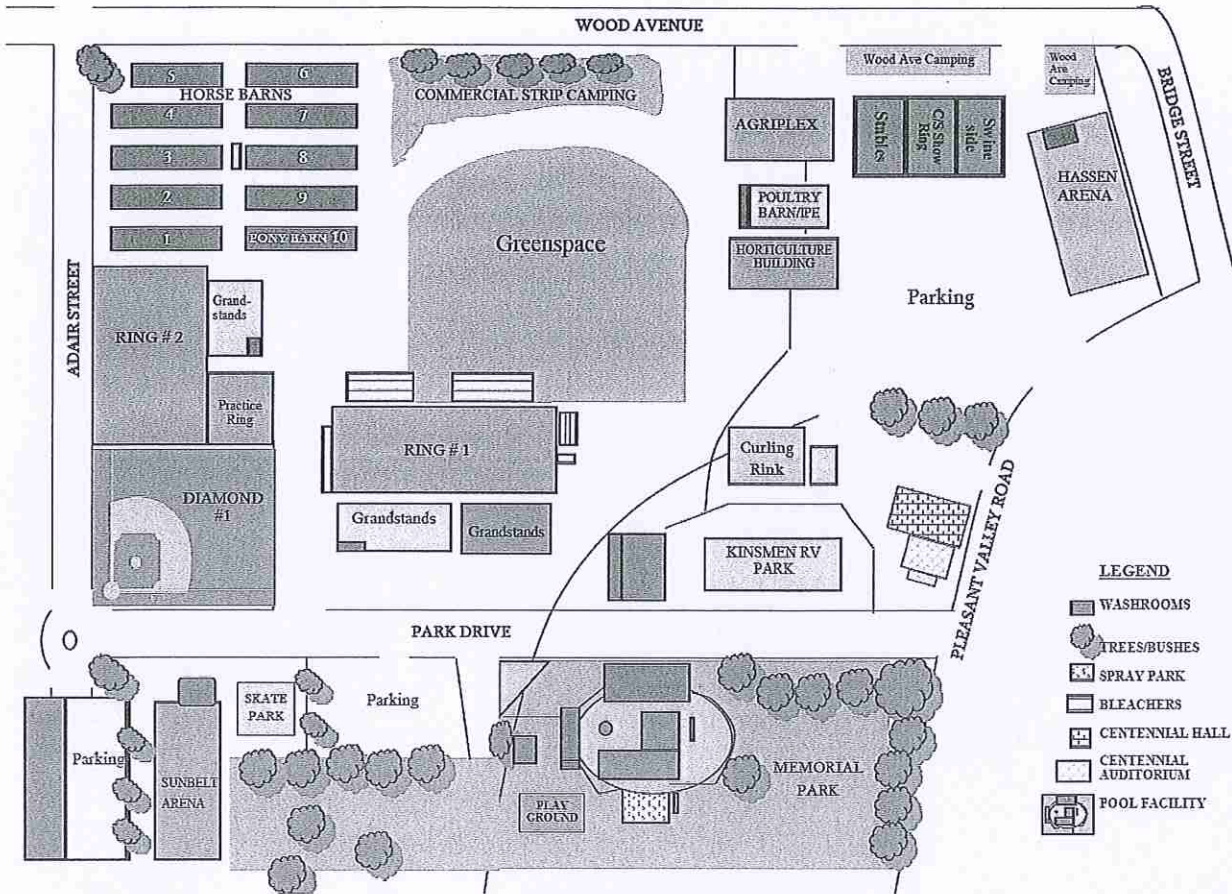 WOOD AVENUE
5
6
HORSE BARNS
4
7
3
8
2
9
1
PONY BARN 10
COMMERCIAL STRIP CAMPING
Wood Ave Camping
Wood
Ave
Camping
BRIDGE STREET
AGRIPLEX
Stables
C/S Show
Ring
Swine
side
HASSEN
ARENA
POULTRY
BARN/IPE
HORTICULTURE
BUILDING
Greenspace
Parking
ADAIR STREET
RING # 2
Grand-
stands
Practice
Ring
RING # 1
Curling
Rink
DIAMOND
#1
Grandstands
Grandstands
KINSMEN RV
PARK
PLEASANT VALLEY ROAD
PARK DRIVE
SKATE
PARK
Parking
Parking
SUNBELT
ARENA
PLAY
GROUND
MEMORIAL
PARK
LEGEND
WASHROOMS
TREES/BUSHES
SPRAY PARK
BLEACHERS
CENTENNIAL HALL
CENTENNIAL
AUDITORIUM
POOL FACILITY